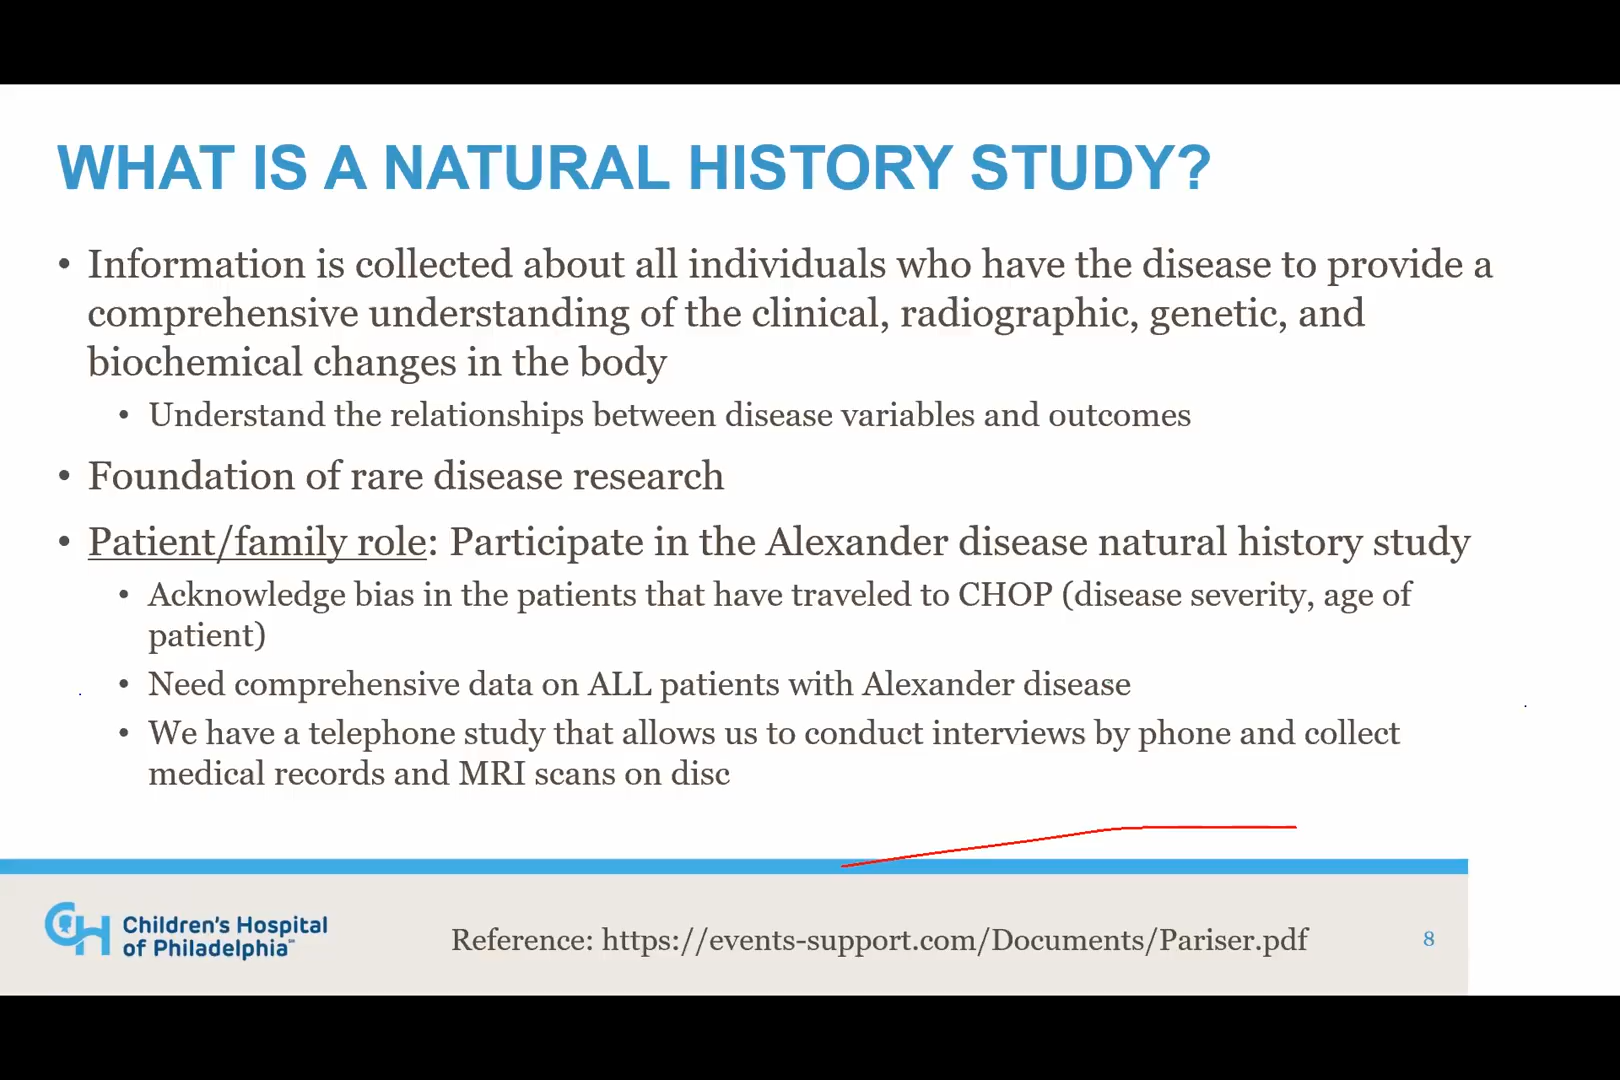 WHAT IS A NATURAL HISTORY STUDY?
• Information is collected about all individuals who have the disease to provide a
comprehensive understanding of the clinical, radiographic, genetic, and
biochemical changes in the body
• Understand the relationships between disease variables and outcomes
• Foundation of rare disease research
• Patient/family role: Participate in the Alexander disease natural history study
• Acknowledge bias in the patients that have traveled to CHOP (disease severity, age of
patient)
• Need comprehensive data on ALL patients with Alexander disease
• We have a telephone study that allows us to conduct interviews by phone and collect
medical records and MRI scans on disc
CH Children's Hospital
of Philadelphia℠
Reference: https://events-support.com/Documents/Pariser.pdf
8